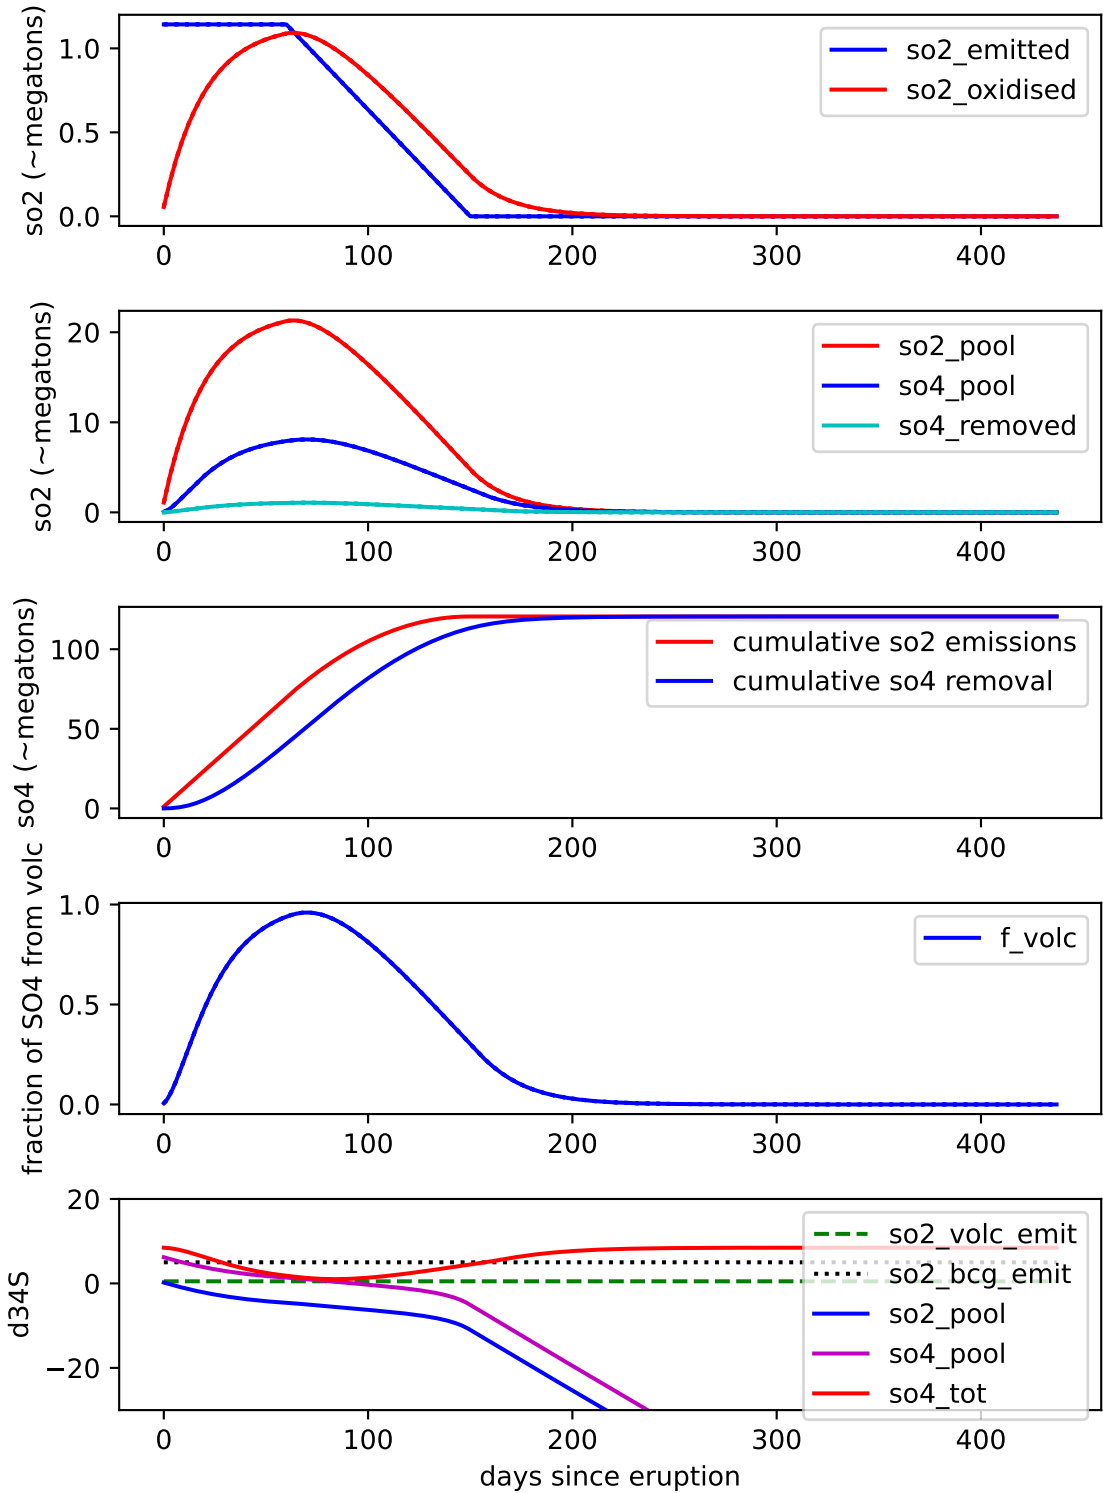 so2 (~megatons)
1.0
0.5
0.0
so2_emitted
so2_oxidised
0 100 200 300 400
so2 (~megatons)
20
10
0
so2_pool
so4_pool
so4_removed
0 100 200 300 400
so4 (~megatons)
100
50
0
cumulative so2 emissions
cumulative so4 removal
0 100 200 300 400
fraction of SO4 from volc
1.0
0.5
0.0
f_volc
0 100 200 300 400
d34S
20
0
−20
so2_volc_emit
so2_bcg_emit
so2_pool
so4_pool
so4_tot
0 100 200 300 400
days since eruption